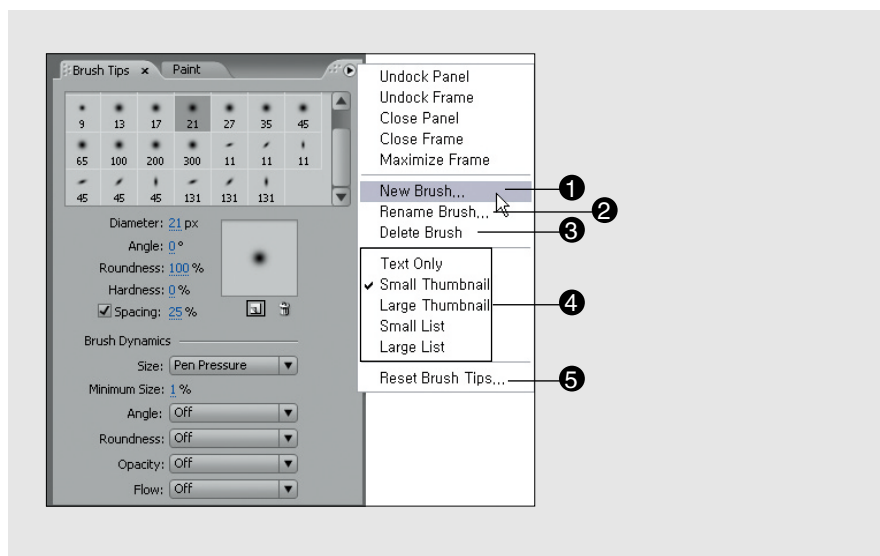 Brush Tips × Paint
9 13 17 21 27 35 45
65 100 200 300 11 11 11
45 45 45 131 131 131
Diameter: 21 px
Angle: 0°
Roundness: 100 %
Hardness: 0 %
Spacing: 25 %
Brush Dynamics
Size: Pen Pressure
Minimum Size: 1 %
Angle: Off
Roundness: Off
Opacity: Off
Flow: Off
Undock Panel
Undock Frame
Close Panel
Close Frame
Maximize Frame
New Brush... 1
Rename Brush... 2
Delete Brush 3
Text Only
✔ Small Thumbnail
Large Thumbnail 4
Small List
Large List
Reset Brush Tips... 5